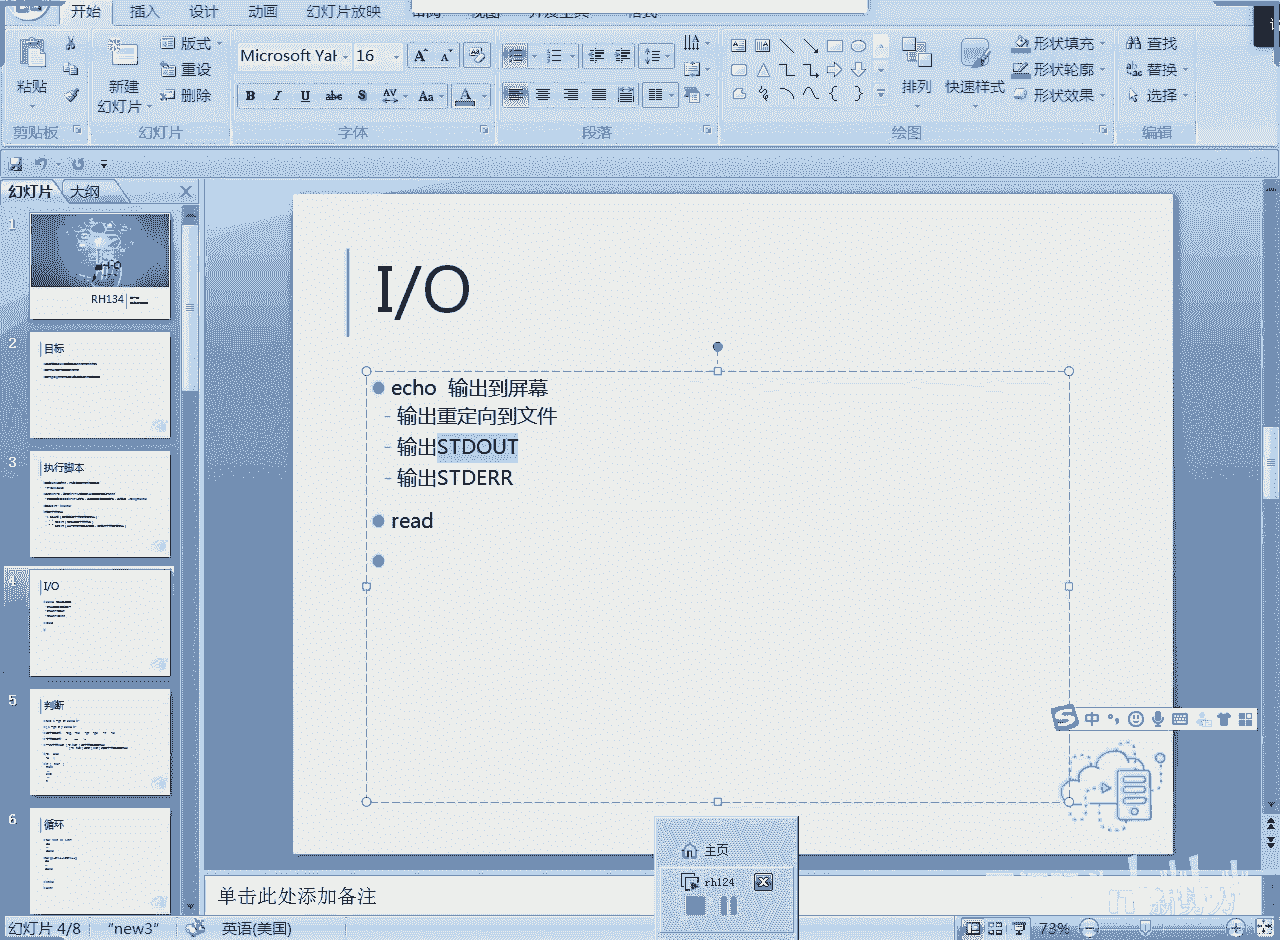 开始 插入 设计 动画 幻灯片放映
粘贴
新建
幻灯片
版式
重设
删除
Microsoft Yal 16
B I U abc S AV Aa A
形状填充
形状轮廓
形状效果
排列
快速样式
查找
替换
选择
剪贴板 幻灯片 字体 段落 绘图 编辑
幻灯片 大纲
1
RH134
2
目标
3
执行脚本
4
I/O
5
判断
6
循环
I/O
echo 输出到屏幕
- 输出重定向到文件
- 输出STDOUT
- 输出STDERR
read
中
主页
rh124
单击此处添加备注
幻灯片 4/8 "new3" 英语(美国) 73%